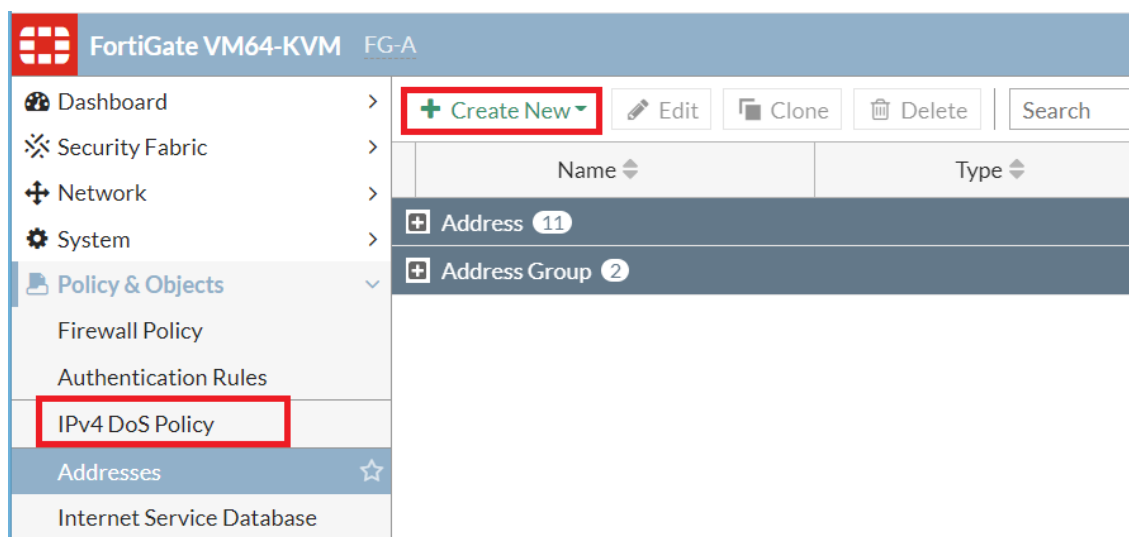 FortiGate VM64-KVM FG-A
Dashboard
Security Fabric
Network
System
Policy & Objects
Firewall Policy
Authentication Rules
IPv4 DoS Policy
Addresses
Internet Service Database
Create New Edit Clone Delete Search
Name Type
Address 11
Address Group 2